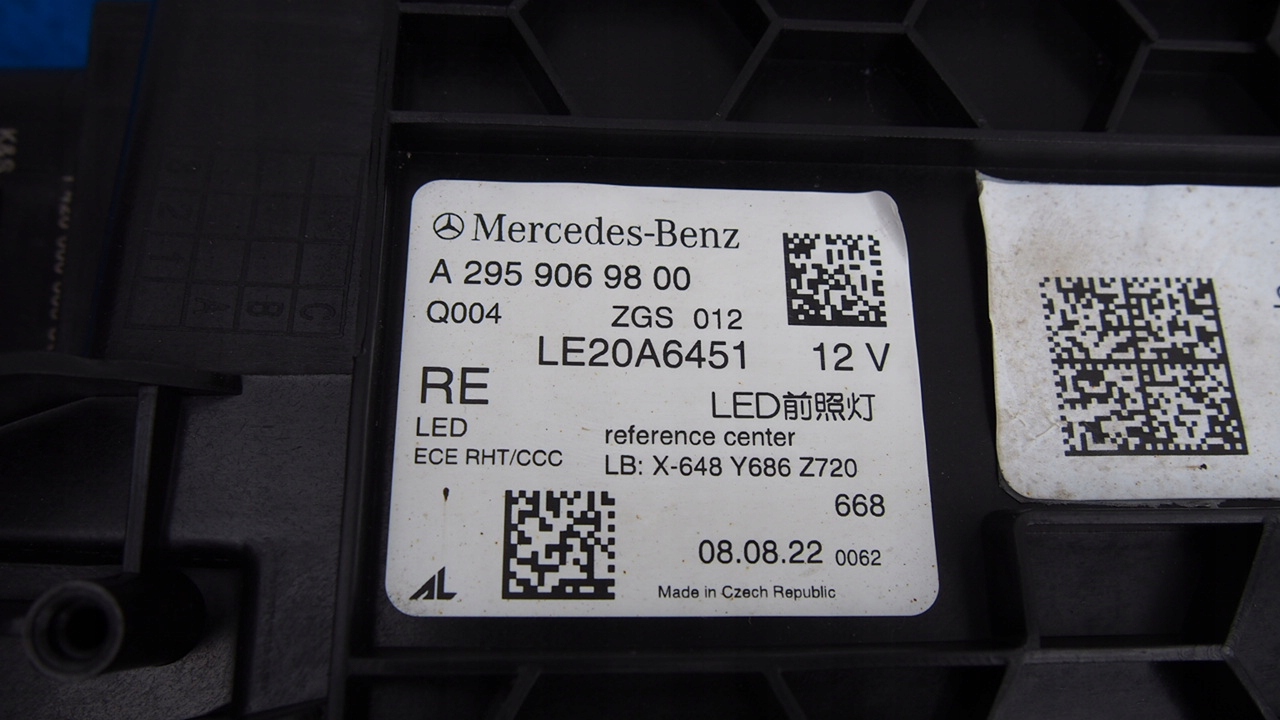 Mercedes-Benz
A 295 906 98 00
Q004 ZGS 012
LE20A6451 12 V
RE
LED前照灯
LED
reference center
ECE RHT/CCC
LB: X-648 Y686 Z720
668
08.08.22 0062
AL
Made in Czech Republic
A
B
C